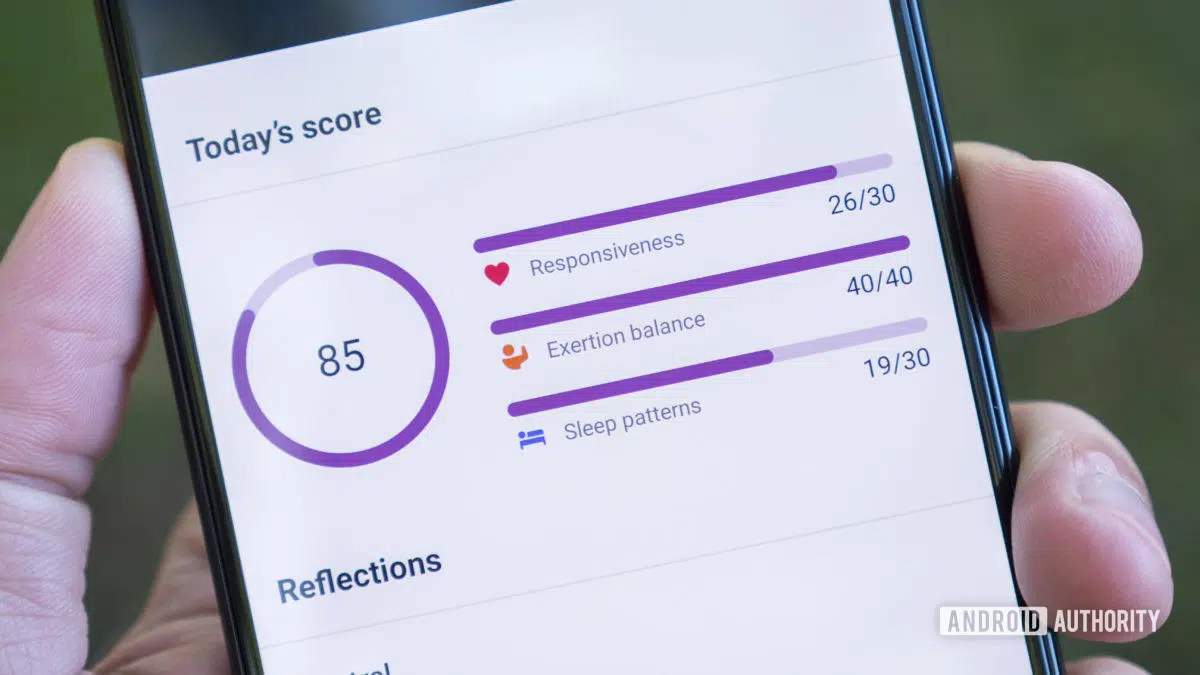 Today's score
85
26/30
Responsiveness
40/40
Exertion balance
19/30
Sleep patterns
Reflections
ANDROID AUTHORITY